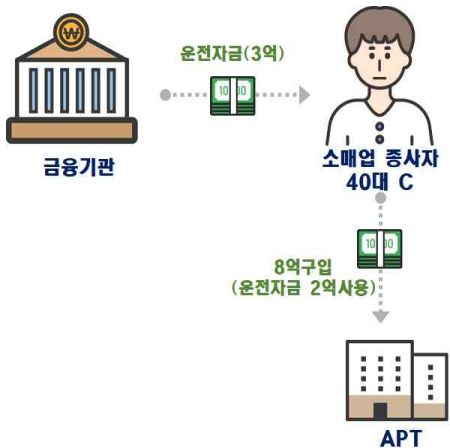 운전자금(3억)
금융기관
소매업 종사자
40대 C
8억구입
(운전자금 2억사용)
APT